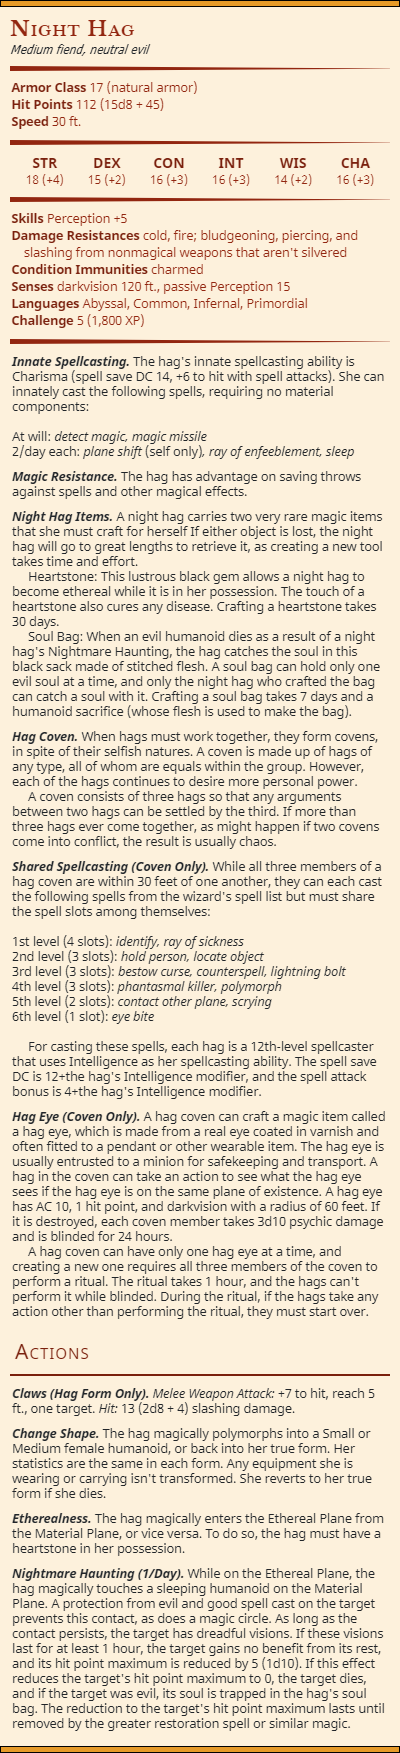 Night Hag
Medium fiend, neutral evil
Armor Class 17 (natural armor)
Hit Points 112 (15d8 + 45)
Speed 30 ft.
STR DEX CON INT WIS CHA
18 (+4) 15 (+2) 16 (+3) 16 (+3) 14 (+2) 16 (+3)
Skills Perception +5
Damage Resistances cold, fire; bludgeoning, piercing, and
slashing from nonmagical weapons that aren't silvered
Condition Immunities charmed
Senses darkvision 120 ft., passive Perception 15
Languages Abyssal, Common, Infernal, Primordial
Challenge 5 (1,800 XP)
Innate Spellcasting. The hag's innate spellcasting ability is
Charisma (spell save DC 14, +6 to hit with spell attacks). She can
innately cast the following spells, requiring no material
components:
At will: detect magic, magic missile
2/day each: plane shift (self only), ray of enfeeblement, sleep
Magic Resistance. The hag has advantage on saving throws
against spells and other magical effects.
Night Hag Items. A night hag carries two very rare magic items
that she must craft for herself If either object is lost, the night
hag will go to great lengths to retrieve it, as creating a new tool
takes time and effort.
Heartstone: This lustrous black gem allows a night hag to
become ethereal while it is in her possession. The touch of a
heartstone also cures any disease. Crafting a heartstone takes
30 days.
Soul Bag: When an evil humanoid dies as a result of a night
hag's Nightmare Haunting, the hag catches the soul in this
black sack made of stitched flesh. A soul bag can hold only one
evil soul at a time, and only the night hag who crafted the bag
can catch a soul with it. Crafting a soul bag takes 7 days and a
humanoid sacrifice (whose flesh is used to make the bag).
Hag Coven. When hags must work together, they form covens,
in spite of their selfish natures. A coven is made up of hags of
any type, all of whom are equals within the group. However,
each of the hags continues to desire more personal power.
A coven consists of three hags so that any arguments
between two hags can be settled by the third. If more than
three hags ever come together, as might happen if two covens
come into conflict, the result is usually chaos.
Shared Spellcasting (Coven Only). While all three members of a
hag coven are within 30 feet of one another, they can each cast
the following spells from the wizard's spell list but must share
the spell slots among themselves:
1st level (4 slots): identify, ray of sickness
2nd level (3 slots): hold person, locate object
3rd level (3 slots): bestow curse, counterspell, lightning bolt
4th level (3 slots): phantasmal killer, polymorph
5th level (2 slots): contact other plane, scrying
6th level (1 slot): eye bite
For casting these spells, each hag is a 12th-level spellcaster
that uses Intelligence as her spellcasting ability. The spell save
DC is 12+the hag's Intelligence modifier, and the spell attack
bonus is 4+the hag's Intelligence modifier.
Hag Eye (Coven Only). A hag coven can craft a magic item called
a hag eye, which is made from a real eye coated in varnish and
often fitted to a pendant or other wearable item. The hag eye is
usually entrusted to a minion for safekeeping and transport. A
hag in the coven can take an action to see what the hag eye
sees if the hag eye is on the same plane of existence. A hag eye
has AC 10, 1 hit point, and darkvision with a radius of 60 feet. If
it is destroyed, each coven member takes 3d10 psychic damage
and is blinded for 24 hours.
A hag coven can have only one hag eye at a time, and
creating a new one requires all three members of the coven to
perform a ritual. The ritual takes 1 hour, and the hags can't
perform it while blinded. During the ritual, if the hags take any
action other than performing the ritual, they must start over.
Actions
Claws (Hag Form Only). Melee Weapon Attack: +7 to hit, reach 5
ft., one target. Hit: 13 (2d8 + 4) slashing damage.
Change Shape. The hag magically polymorphs into a Small or
Medium female humanoid, or back into her true form. Her
statistics are the same in each form. Any equipment she is
wearing or carrying isn't transformed. She reverts to her true
form if she dies.
Etherealness. The hag magically enters the Ethereal Plane from
the Material Plane, or vice versa. To do so, the hag must have a
heartstone in her possession.
Nightmare Haunting (1/Day). While on the Ethereal Plane, the
hag magically touches a sleeping humanoid on the Material
Plane. A protection from evil and good spell cast on the target
prevents this contact, as does a magic circle. As long as the
contact persists, the target has dreadful visions. If these visions
last for at least 1 hour, the target gains no benefit from its rest,
and its hit point maximum is reduced by 5 (1d10). If this effect
reduces the target's hit point maximum to 0, the target dies,
and if the target was evil, its soul is trapped in the hag's soul
bag. The reduction to the target's hit point maximum lasts until
removed by the greater restoration spell or similar magic.